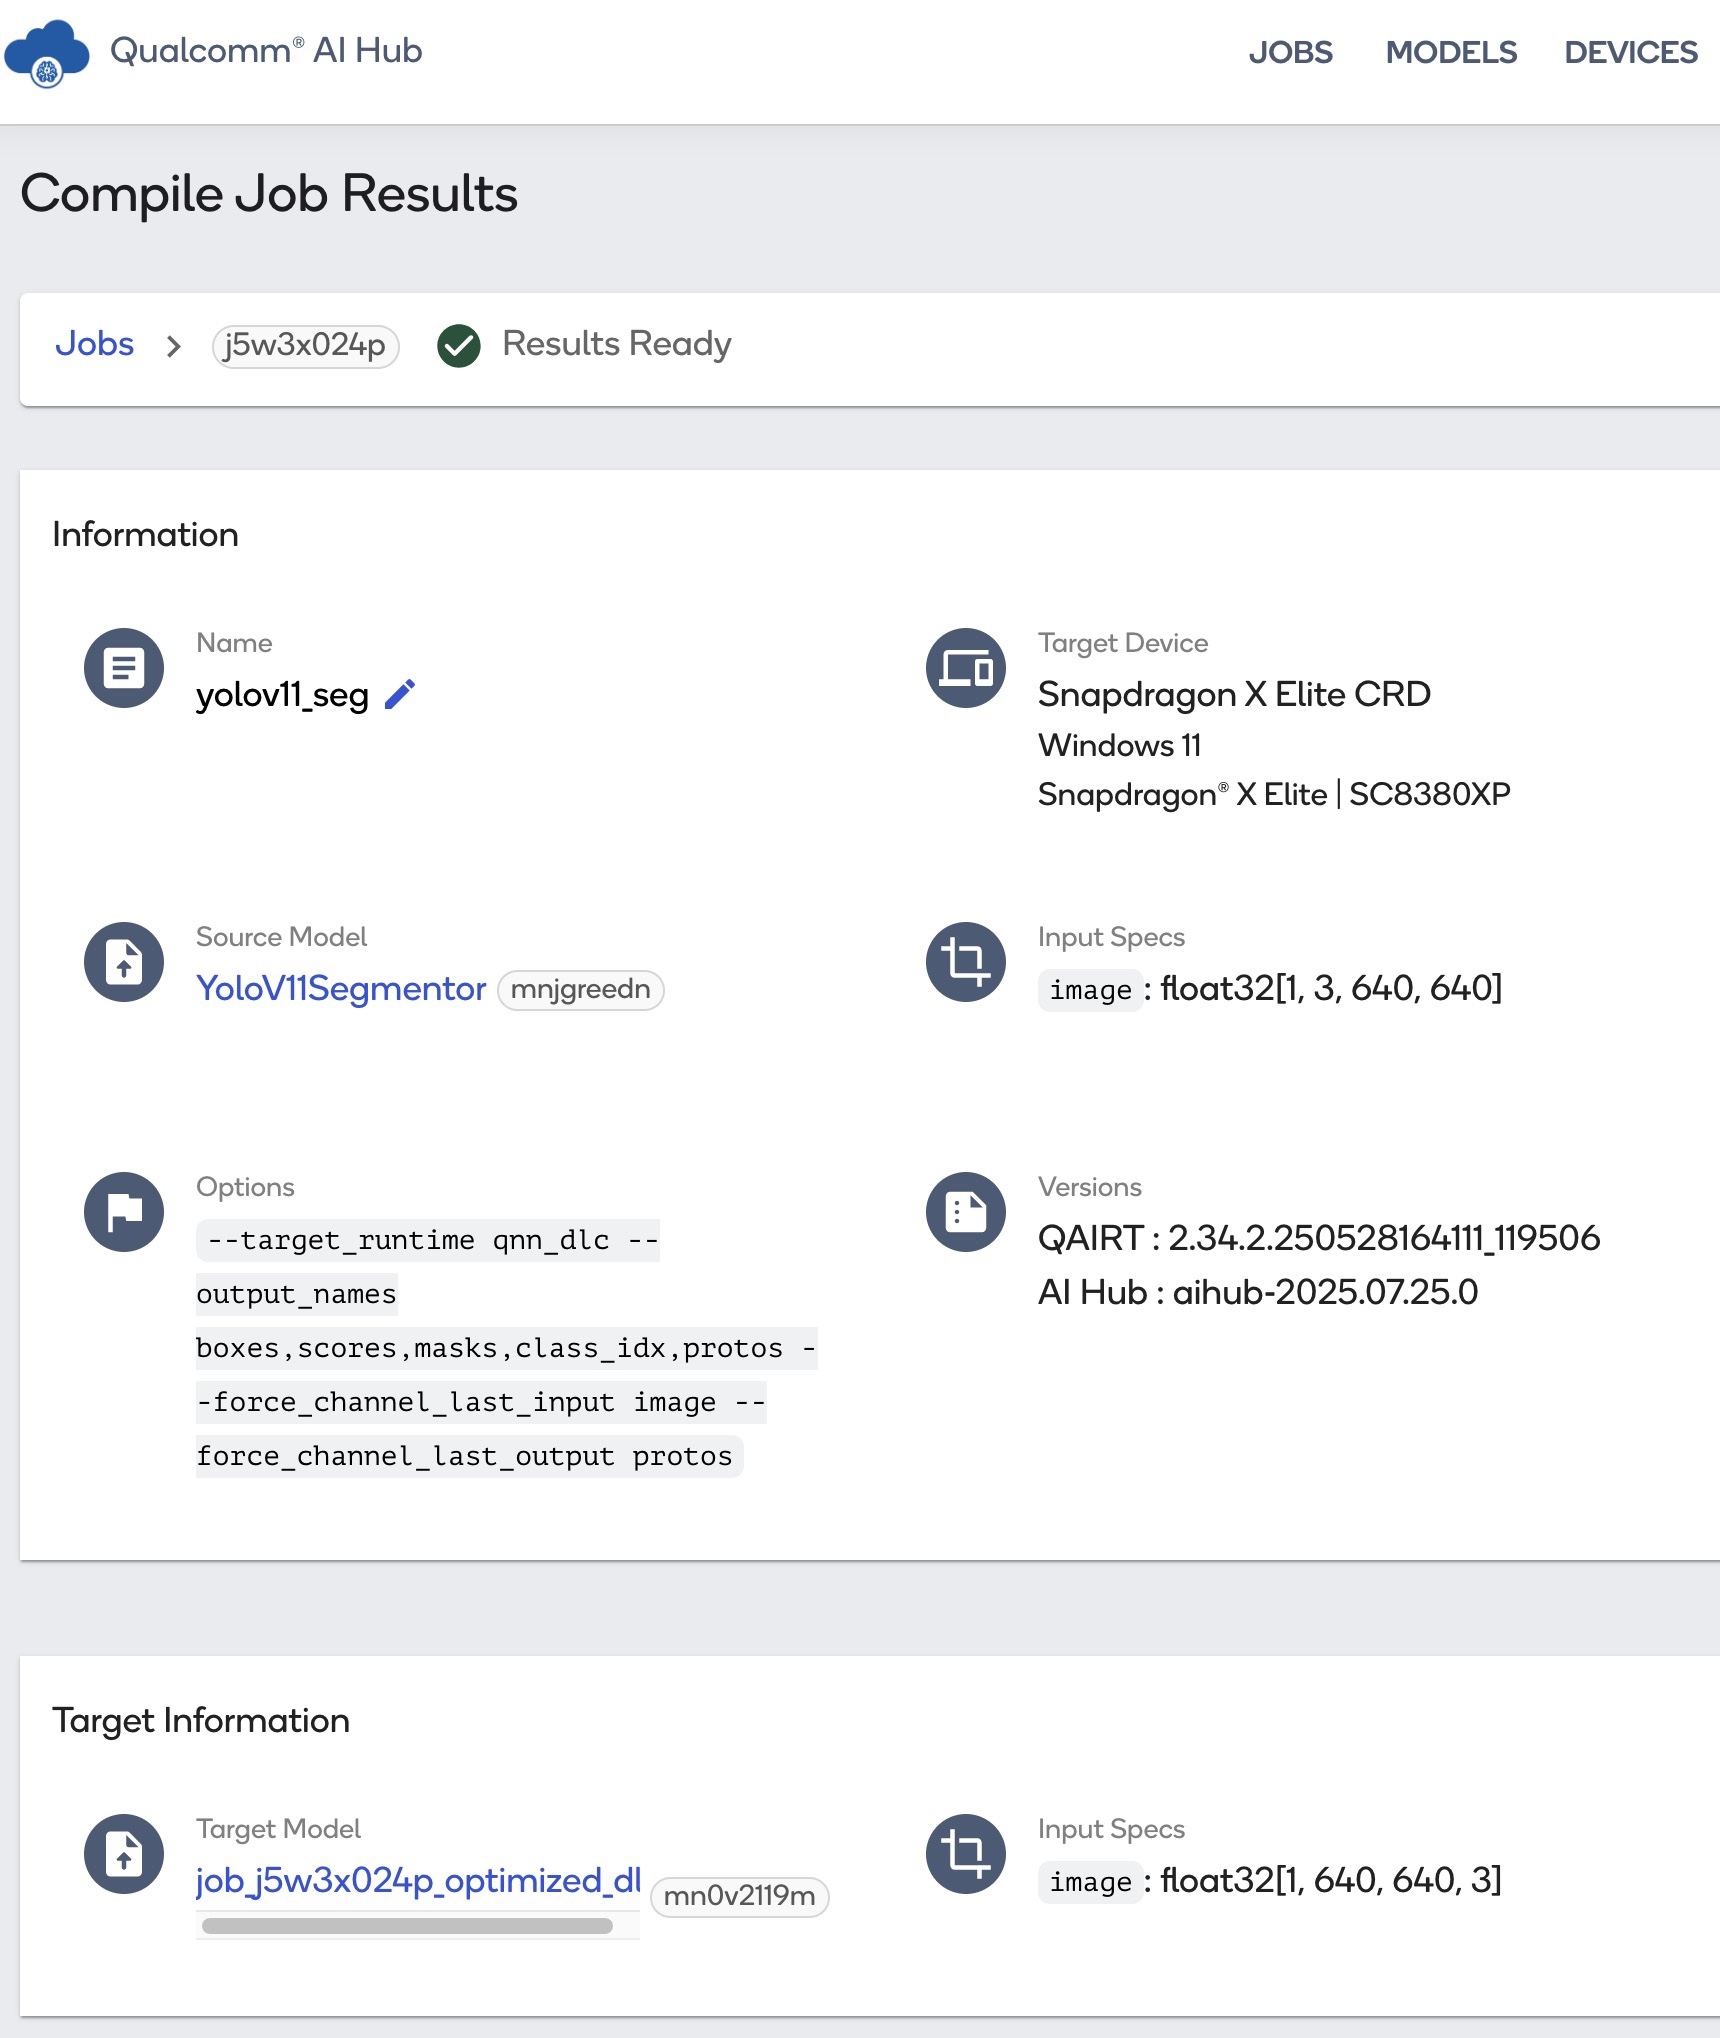 Qualcomm® AI Hub
JOBS MODELS DEVICES
Compile Job Results
Jobs > j5w3x024p Results Ready
Information
Name
yolov11_seg
Target Device
Snapdragon X Elite CRD
Windows 11
Snapdragon® X Elite | SC8380XP
Source Model
YoloV11Segmentor mnjgreedn
Input Specs
image : float32[1, 3, 640, 640]
Options
--target_runtime qnn_dlc --
output_names
boxes,scores,masks,class_idx,protos -
-force_channel_last_input image --
force_channel_last_output protos
Versions
QAIRT : 2.34.2.250528164111_119506
AI Hub : aihub-2025.07.25.0
Target Information
Target Model
job_j5w3x024p_optimized_dl mn0v2119m
Input Specs
image : float32[1, 640, 640, 3]